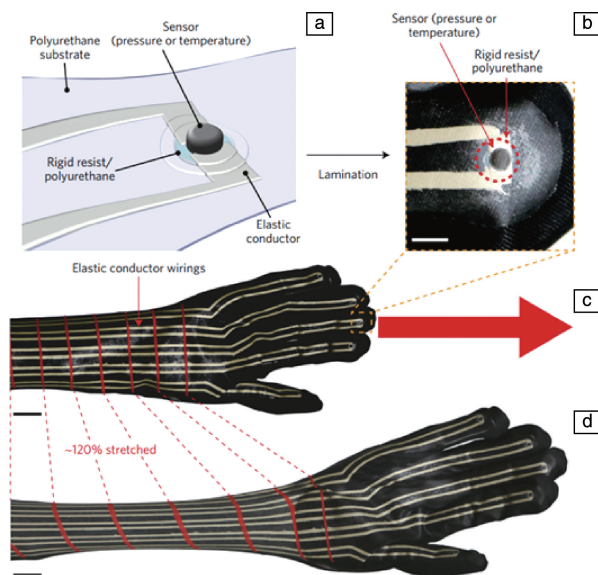 a
Sensor
(pressure or temperature)
Polyurethane
substrate
Rigid resist/
polyurethane
Elastic
conductor
Lamination
b
Sensor (pressure or
temperature)
Rigid resist/
polyurethane
c
Elastic conductor wirings
d
~120% stretched